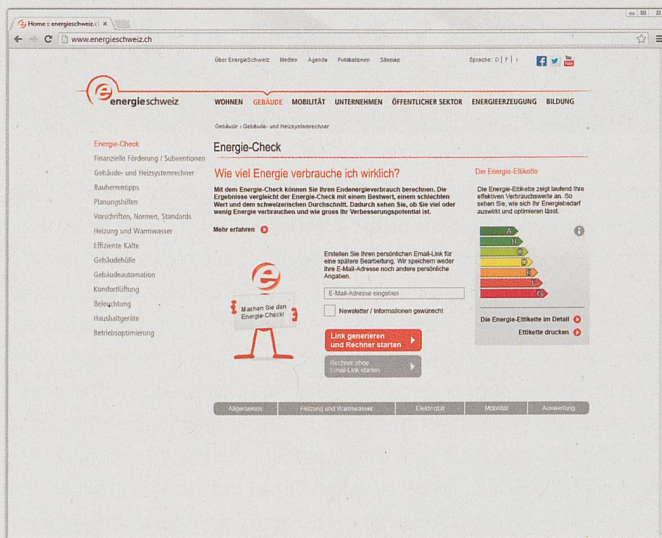 Home :: energieschweiz.c
www.energieschweiz.ch
Über EnergieSchweiz Medien Agenda Publikationen Sitemap Sprache: D | F | I
You Tube
energieschweiz
WOHNEN GEBÄUDE MOBILITÄT UNTERNEHMEN ÖFFENTLICHER SEKTOR ENERGIEERZEUGUNG BILDUNG
Gebäude › Gebäude- und Heizsystemrechner
Energie-Check
Finanzielle Förderung / Subventionen
Gebäude- und Heizsystemrechner
Bauherrentipps
Planungshilfen
Vorschriften, Normen, Standards
Heizung und Warmwasser
Effiziente Kälte
Gebäudehülle
Gebäudeautomation
Komfortlüftung
Beleuchtung
Haushaltgeräte
Betriebsoptimierung
Energie-Check
Wie viel Energie verbrauche ich wirklich?
Mit dem Energie-Check können Sie Ihren Endenergieverbrauch berechnen. Die
Ergebnisse vergleicht der Energie-Check mit einem Bestwert, einem schlechten
Wert und dem schweizerischen Durchschnitt. Dadurch sehen Sie, ob Sie viel oder
wenig Energie verbrauchen und wie gross Ihr Verbesserungspotential ist.
Mehr erfahren
Machen Sie den
Energie-Check!
Erstellen Sie Ihren persönlichen Email-Link für
eine spätere Bearbeitung. Wir speichern weder
Ihre E-Mail-Adresse noch andere persönliche
Angaben.
E-Mail-Adresse eingeben
Newsletter / Informationen gewünscht
Link generieren
und Rechner starten
Rechner ohne
Email-Link starten
Die Energie-Ettikette
Die Energie-Ettikette zeigt laufend Ihre
effektiven Verbrauchswerte an. So
sehen Sie, wie sich Ihr Energiebedarf
auswirkt und optimieren lässt.
A
B
C
D
E
F
G
Die Energie-Ettikette im Detail
Ettikette drucken
Allgemeines Heizung und Warmwasser Elektrizität Mobilität Auswertung